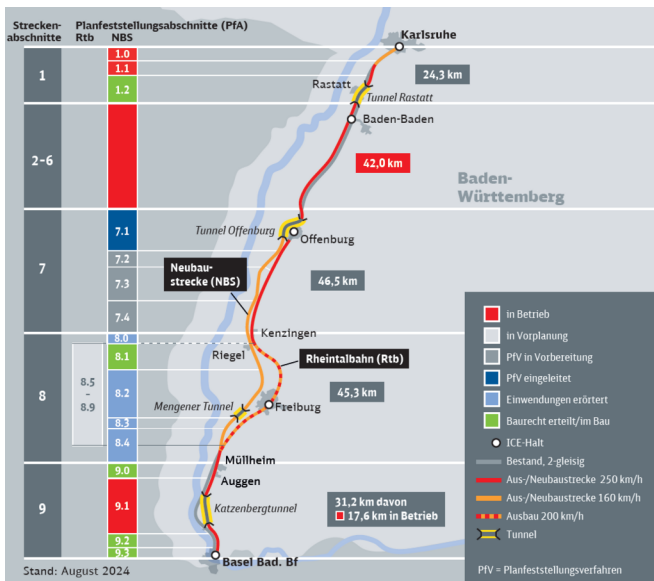 Strecken-
abschnitte
Planfeststellungsabschnitte (PfA)
Rtb
NBS
1
2-6
7
8
9
8.5
–
8.9
1.0
1.1
1.2
7.1
7.2
7.3
7.4
8.0
8.1
8.2
8.3
8.4
9.0
9.1
9.2
9.3
Karlsruhe
24,3 km
Rastatt
Tunnel Rastatt
Baden-Baden
42,0 km
Baden-
Württemberg
Tunnel Offenburg
Offenburg
Neubau-
strecke (NBS)
46,5 km
Kenzingen
Riegel
Rheintalbahn (Rtb)
45,3 km
Mengener Tunnel
Freiburg
Müllheim
Auggen
Katzenbergtunnel
31,2 km davon
17,6 km in Betrieb
Basel Bad. Bf
Stand: August 2024
in Betrieb
in Vorplanung
PfV in Vorbereitung
PfV eingeleitet
Einwendungen erörtert
Baurecht erteilt/im Bau
ICE-Halt
Bestand, 2-gleisig
Aus-/Neubaustrecke 250 km/h
Aus-/Neubaustrecke 160 km/h
Ausbau 200 km/h
Tunnel
PfV = Planfeststellungsverfahren